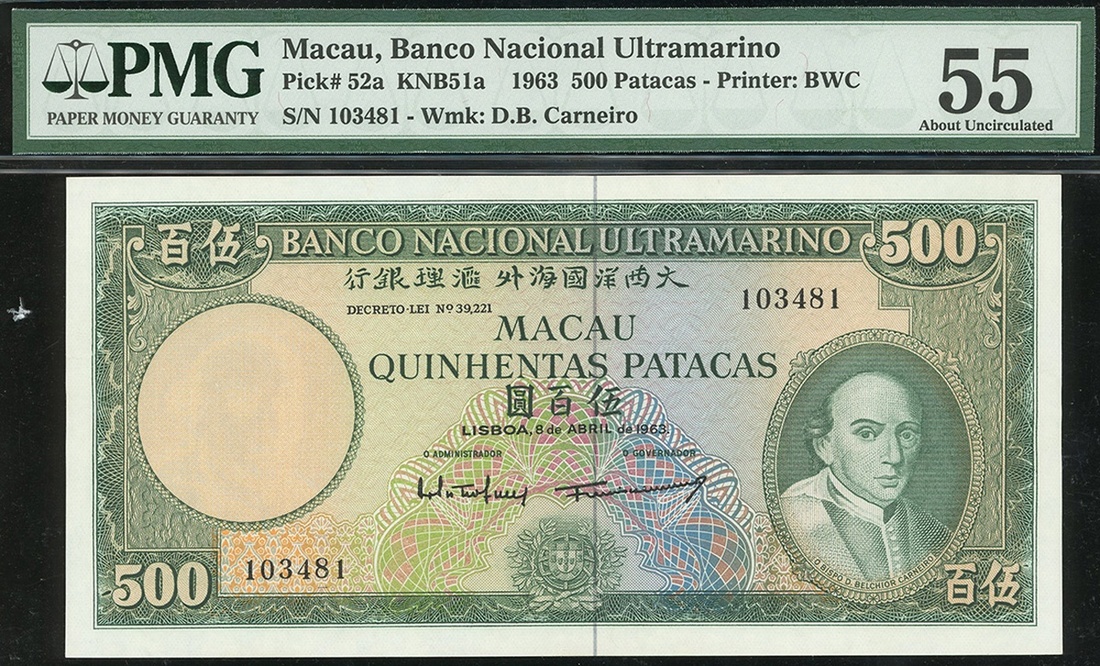 PMG
PAPER MONEY GUARANTY
Macau, Banco Nacional Ultramarino
Pick# 52a KNB51a 1963 500 Patacas - Printer: BWC
S/N 103481 - Wmk: D.B. Carneiro
55
About Uncirculated
百伍 BANCO NACIONAL ULTRAMARINO 500
行銀理滙 外海國洋西大
DECRETO-LEI Nº 39,221
103481
MACAU
QUINHENTAS PATACAS
圓百伍
LISBOA, 8 de ABRIL de 1963.
O ADMINISTRADOR O GOVERNADOR
O BISPO D. BELCHIOR CARNEIRO
500 103481 百伍